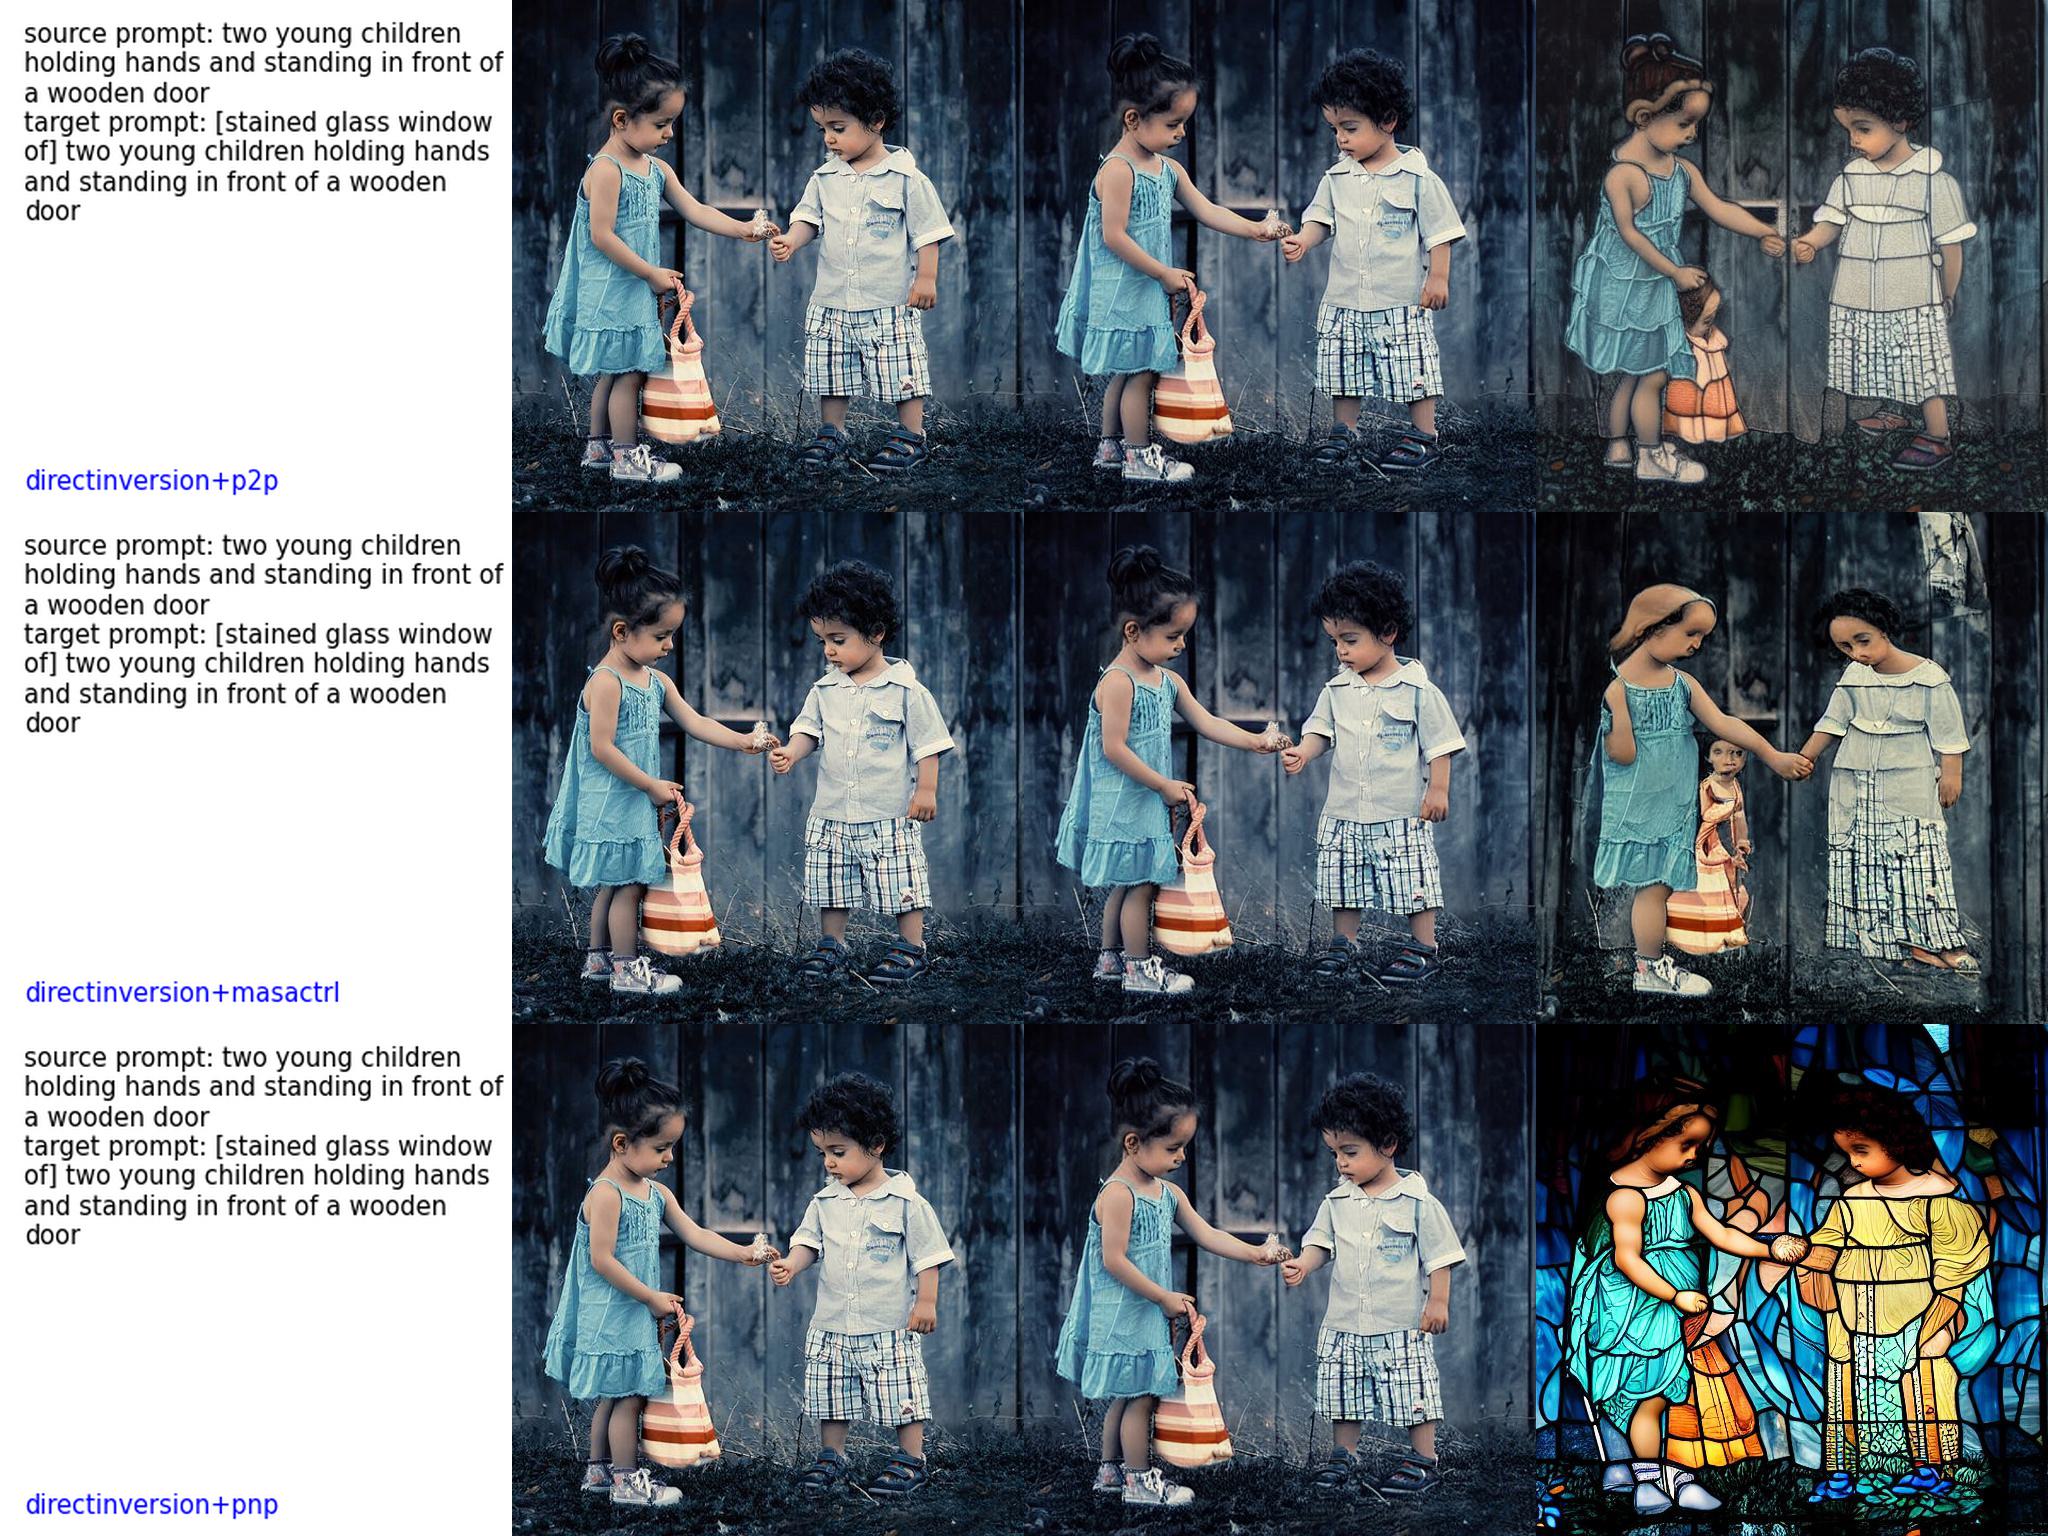 source prompt: two young children
holding hands and standing in front of
a wooden door
target prompt: [stained glass window
of] two young children holding hands
and standing in front of a wooden
door
directinversion+p2p
source prompt: two young children
holding hands and standing in front of
a wooden door
target prompt: [stained glass window
of] two young children holding hands
and standing in front of a wooden
door
directinversion+masactrl
source prompt: two young children
holding hands and standing in front of
a wooden door
target prompt: [stained glass window
of] two young children holding hands
and standing in front of a wooden
door
directinversion+pnp